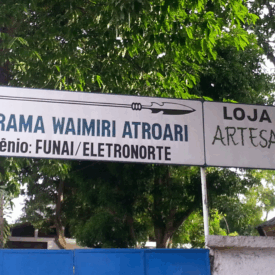 RAMA WAIMIRI ATROARI
ênio: FUNAI/ELETRONORTE
LOJA
ARTESA